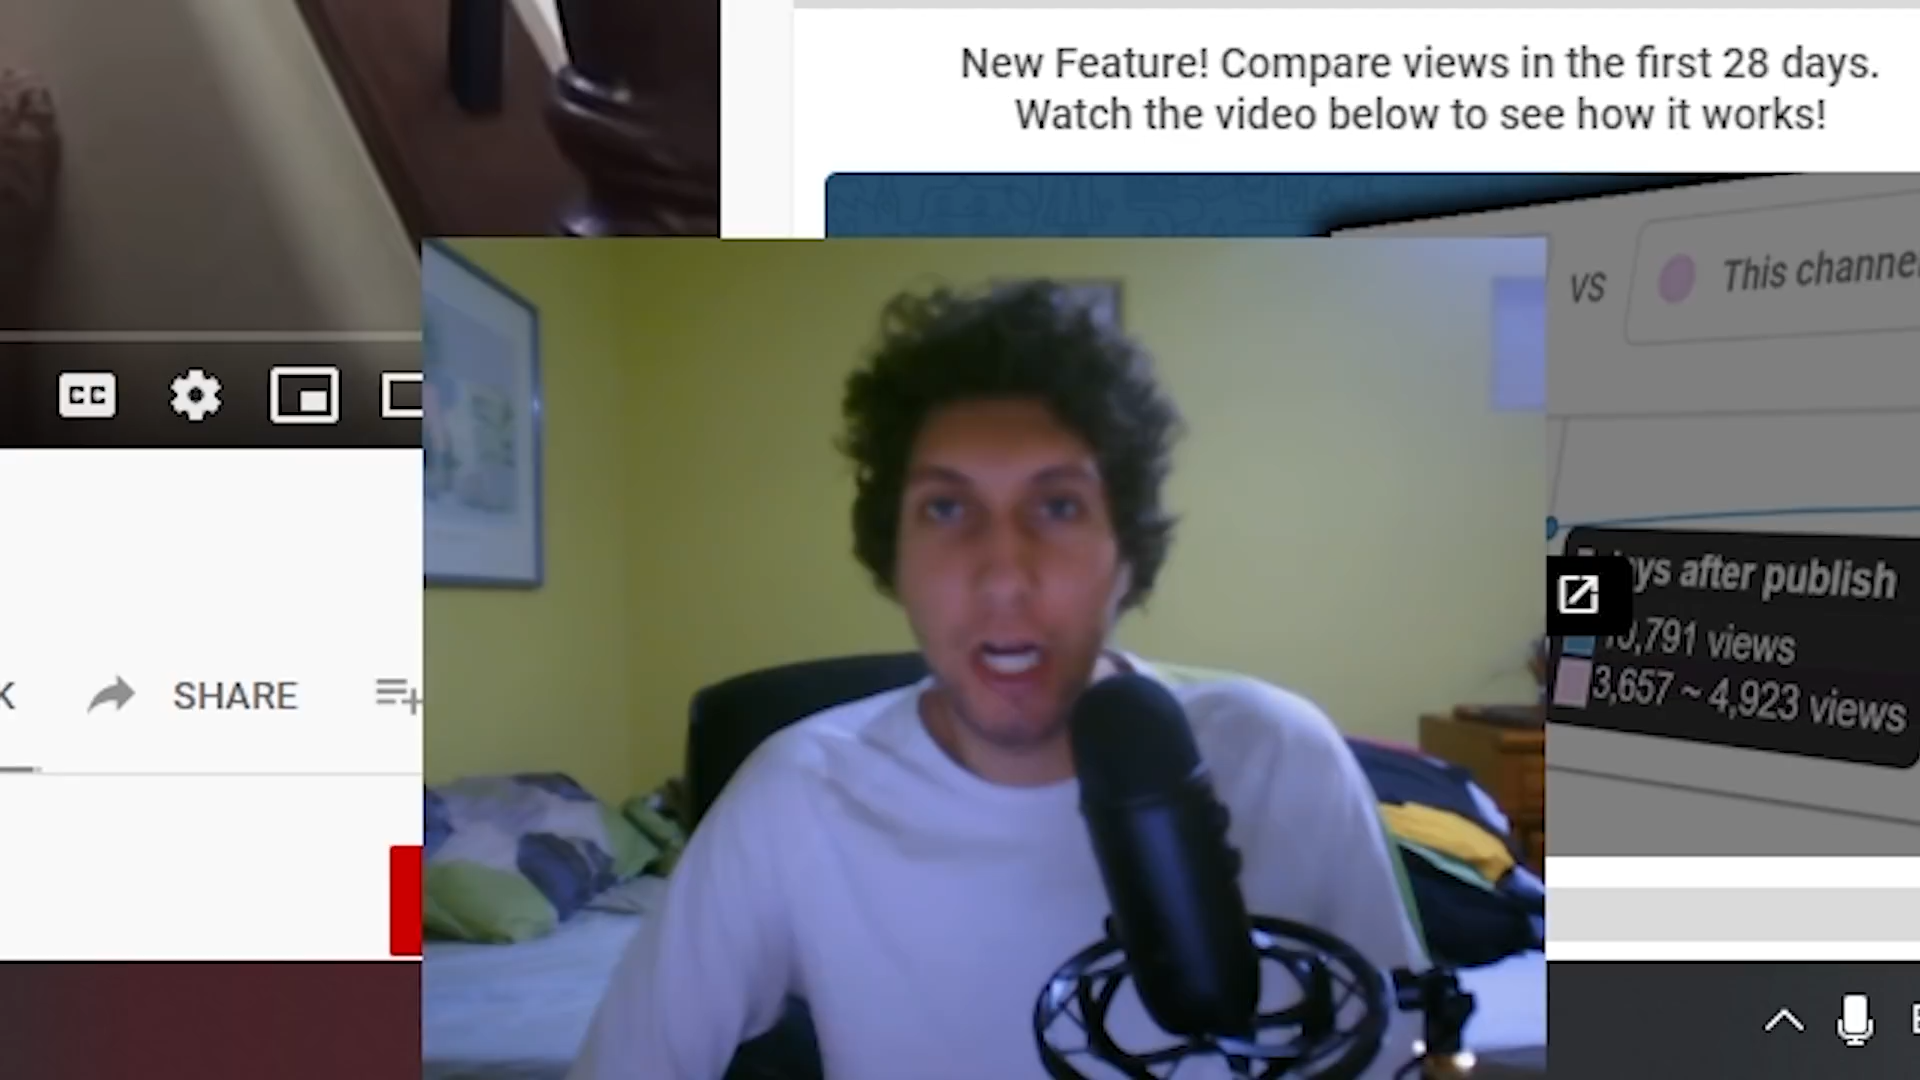 New Feature! Compare views in the first 28 days.
Watch the video below to see how it works!
VS
This channe
CC
ys after publish
,791 views
3,657 ~ 4,923 views
K
SHARE